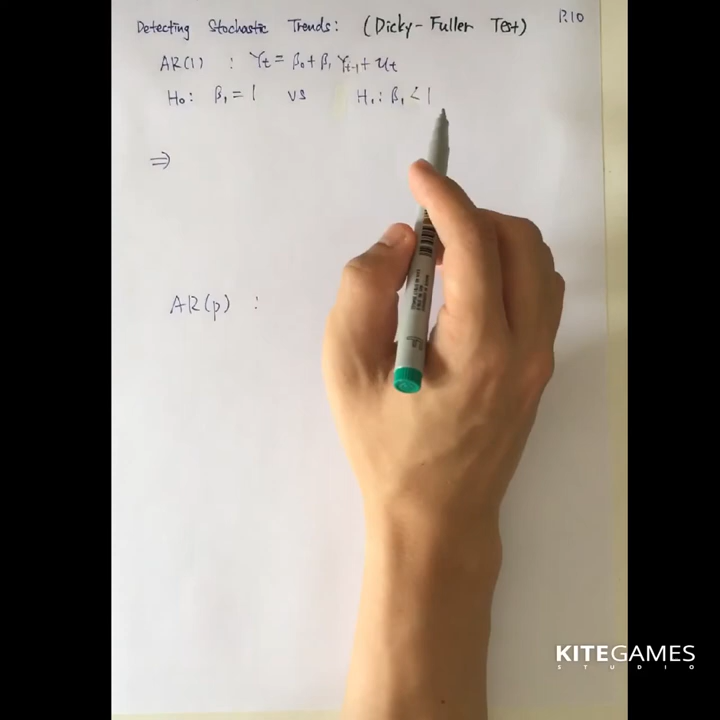 Detecting Stochastic Trends: (Dicky-Fuller Test) P.10
AR(1) : Yt = β0 + β1 Yt-1 + ut
H0: β1 = 1 vs H1: β1 < 1
⇒
AR(p) :
KITEGAMES
STUDIO